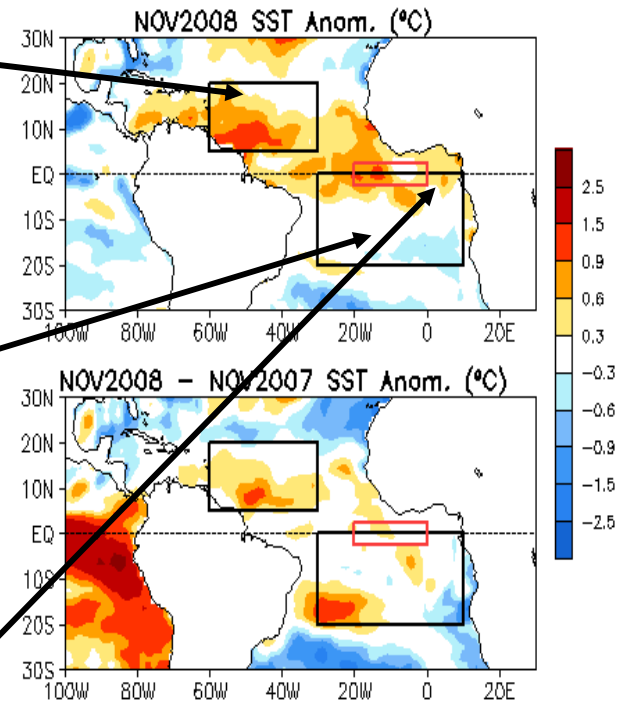 NOV2008 SST Anom. (ºC)
30N
20N
10N
EQ
10S
20S
30S
100W 80W 60W 40W 20W 0 20E
2.5
1.5
0.9
0.6
0.3
-0.3
-0.6
-0.9
-1.5
-2.5
NOV2008 - NOV2007 SST Anom. (ºC)
30N
20N
10N
EQ
10S
20S
30S
100W 80W 60W 40W 20W 0 20E